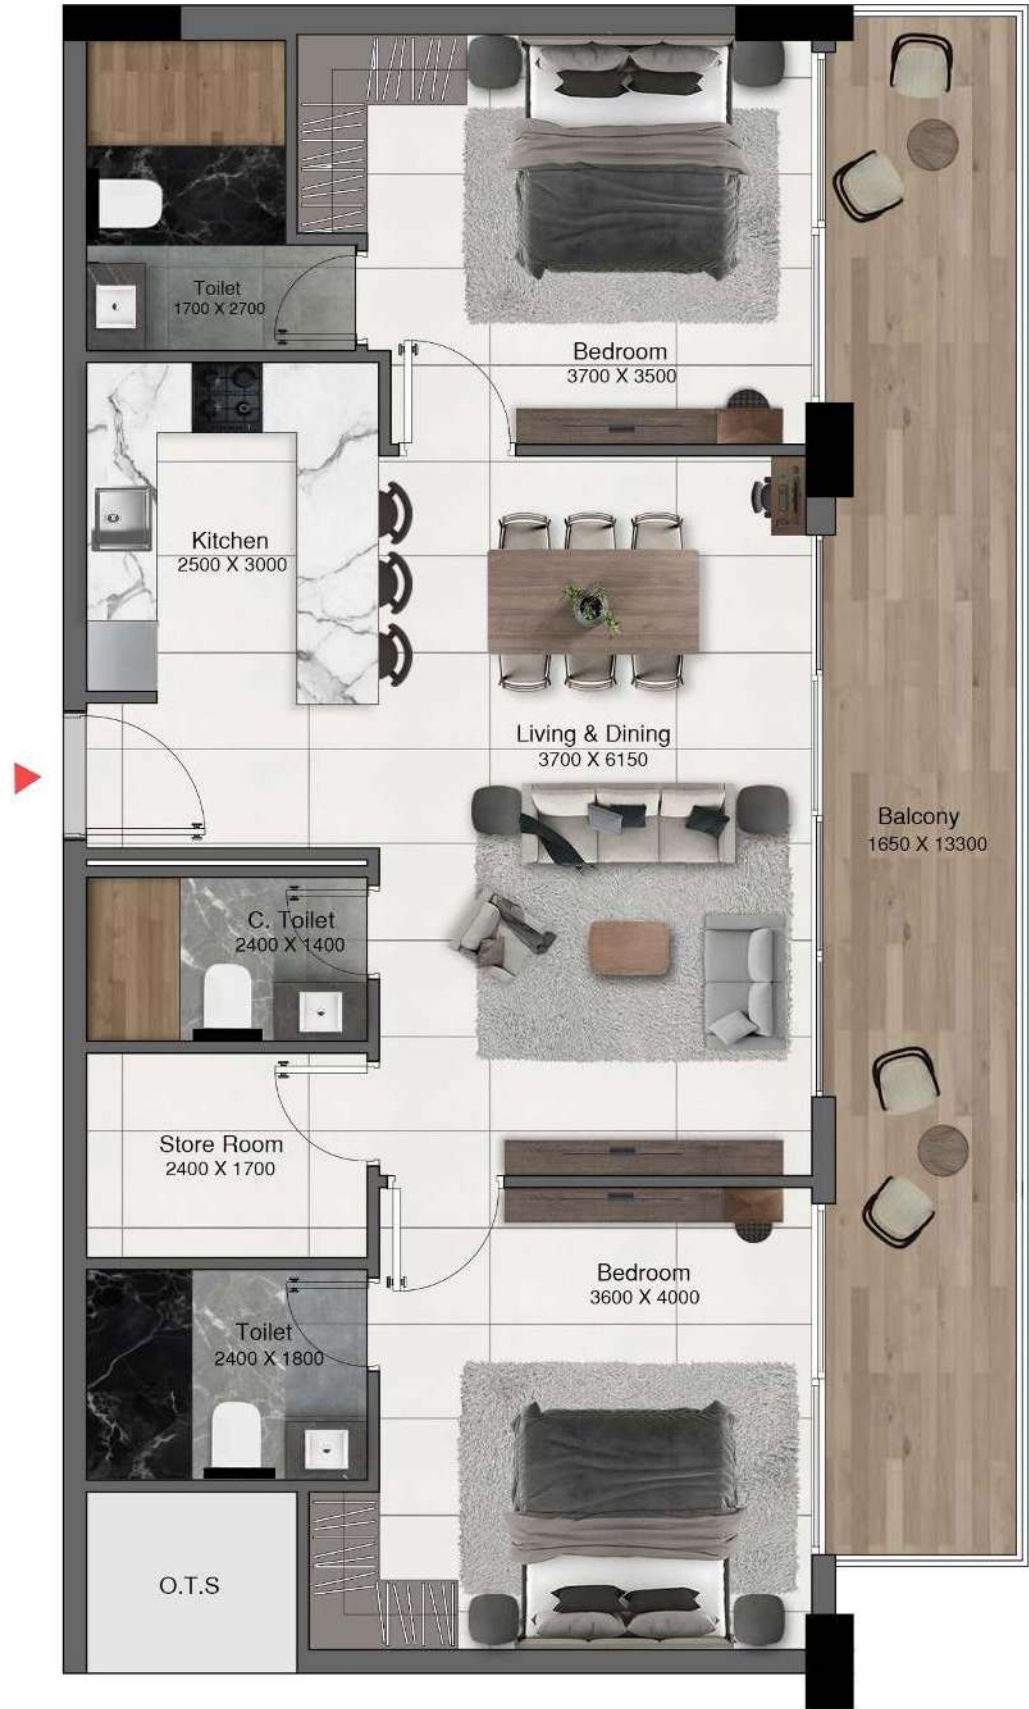 Toilet
1700 X 2700
Bedroom
3700 X 3500
Kitchen
2500 X 3000
Living & Dining
3700 X 6150
Balcony
1650 X 13300
C. Toilet
2400 X 1400
Store Room
2400 X 1700
Bedroom
3600 X 4000
Toilet
2400 X 1800
O.T.S